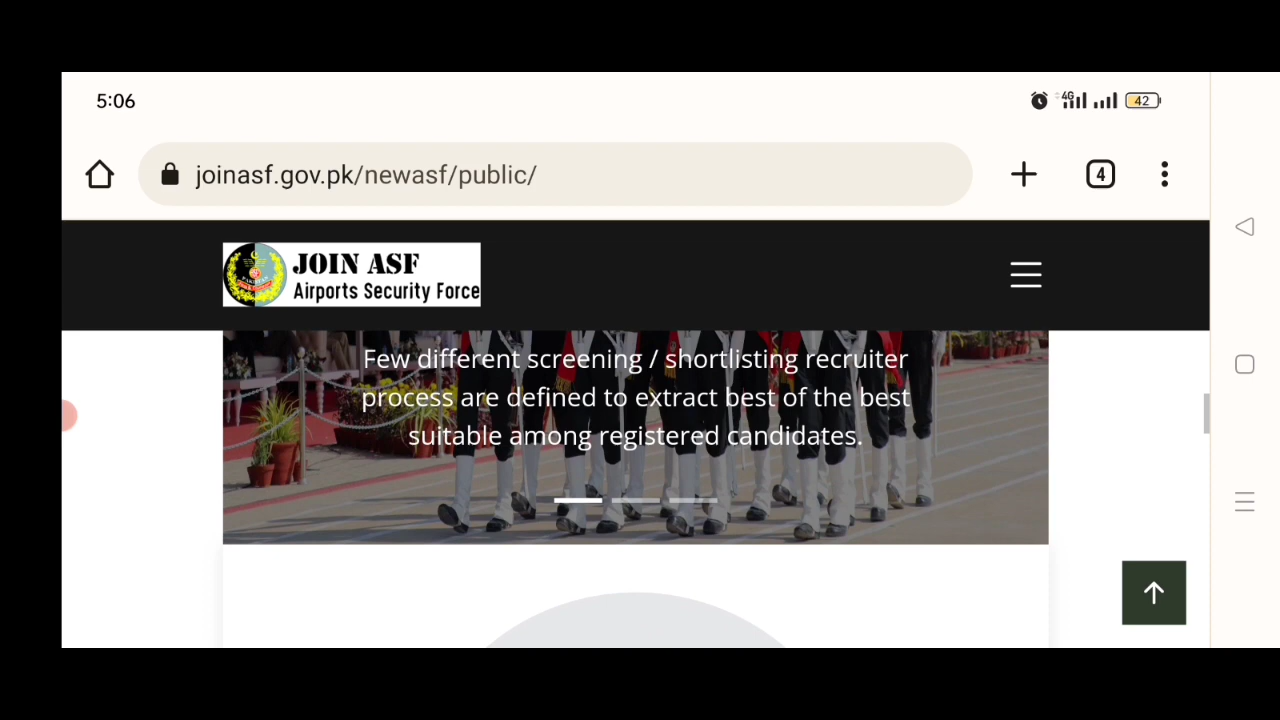 5:06
4G
42
joinasf.gov.pk/newasf/public/
4
JOIN ASF
Airports Security Force
Few different screening / shortlisting recruiter
process are defined to extract best of the best
suitable among registered candidates.